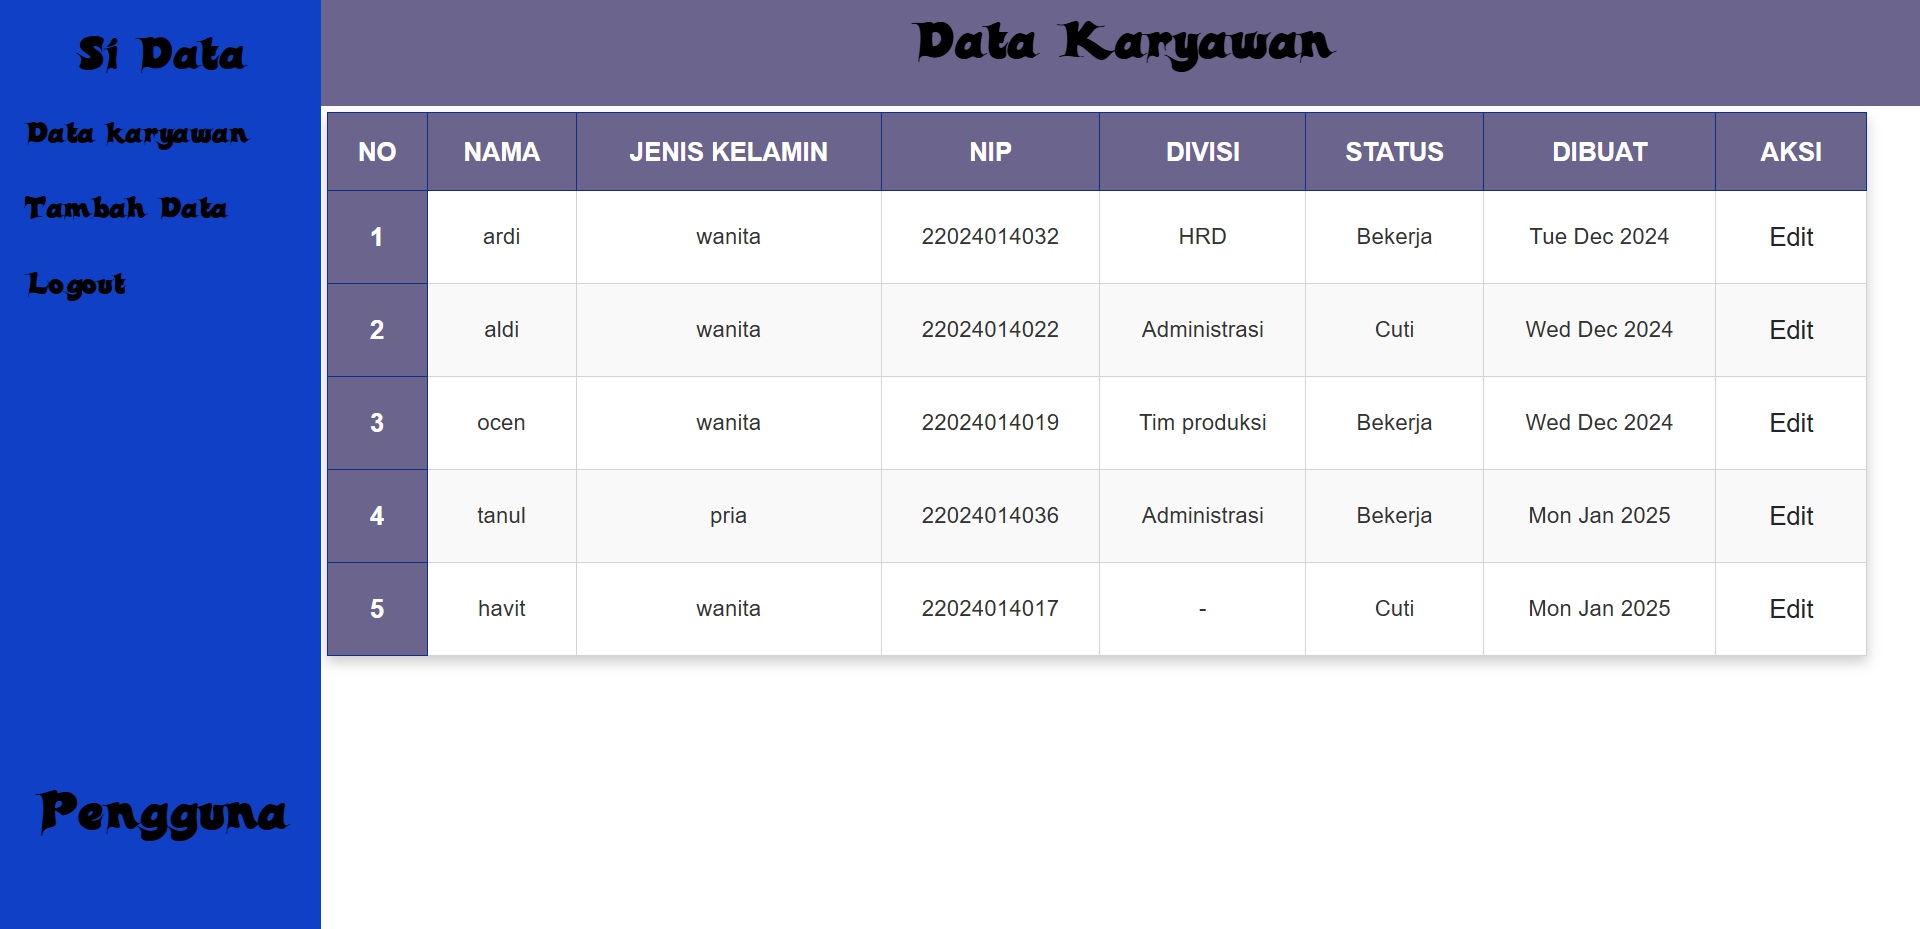 Si Data
Data karyawan
Tambah Data
Logout
Pengguna
Data Karyawan
NO NAMA JENIS KELAMIN NIP DIVISI STATUS DIBUAT AKSI
1 ardi wanita 22024014032 HRD Bekerja Tue Dec 2024 Edit
2 aldi wanita 22024014022 Administrasi Cuti Wed Dec 2024 Edit
3 ocen wanita 22024014019 Tim produksi Bekerja Wed Dec 2024 Edit
4 tanul pria 22024014036 Administrasi Bekerja Mon Jan 2025 Edit
5 havit wanita 22024014017 - Cuti Mon Jan 2025 Edit